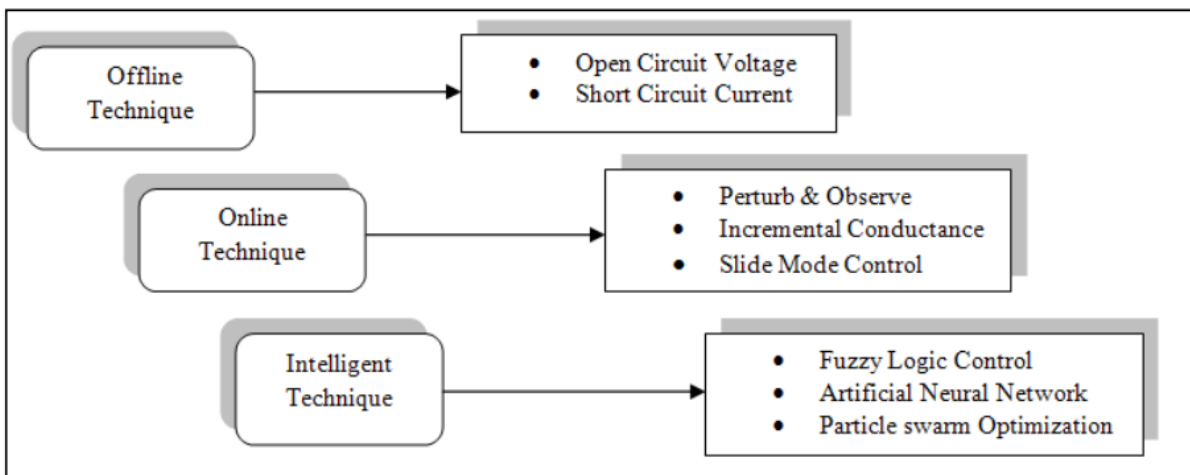 Offline
Technique
• Open Circuit Voltage
• Short Circuit Current
Online
Technique
• Perturb & Observe
• Incremental Conductance
• Slide Mode Control
Intelligent
Technique
• Fuzzy Logic Control
• Artificial Neural Network
• Particle swarm Optimization